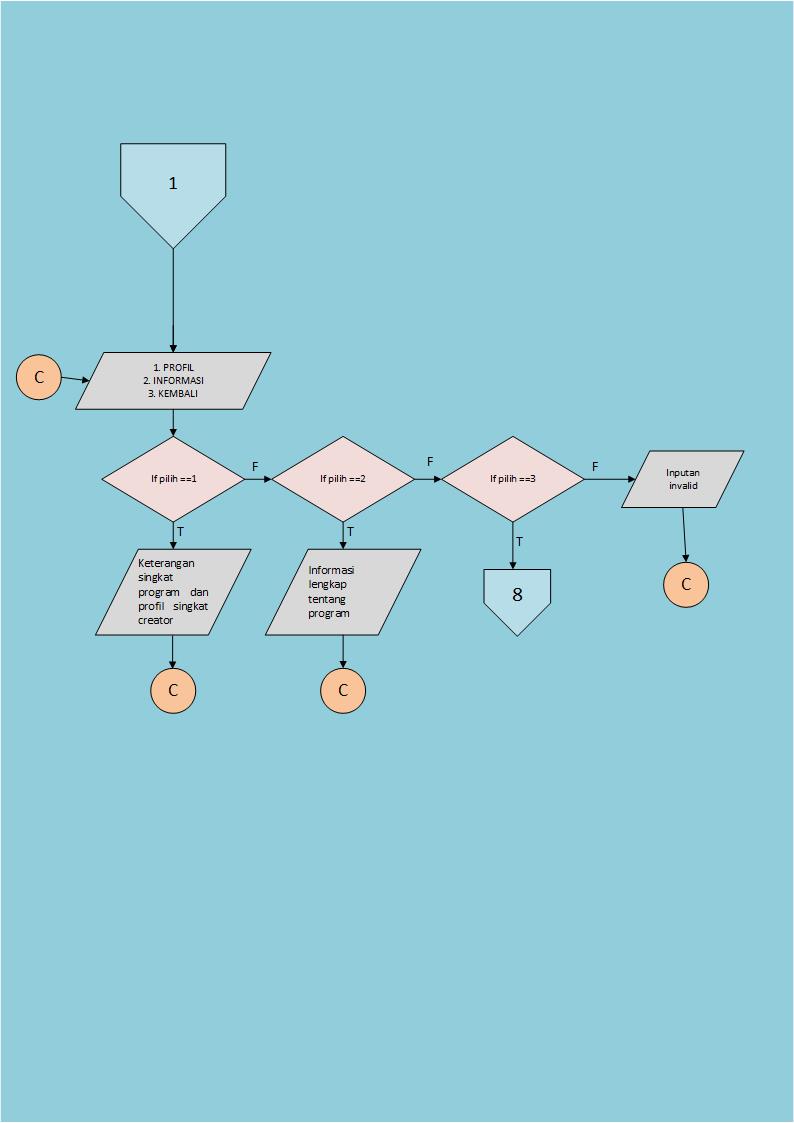 1
C
1. PROFIL
2. INFORMASI
3. KEMBALI
If pilih ==1
F
If pilih ==2
F
If pilih ==3
F
Inputan
invalid
T
T
T
Keterangan
singkat
program dan
profil singkat
creator
Informasi
lengkap
tentang
program
8
C
C
C